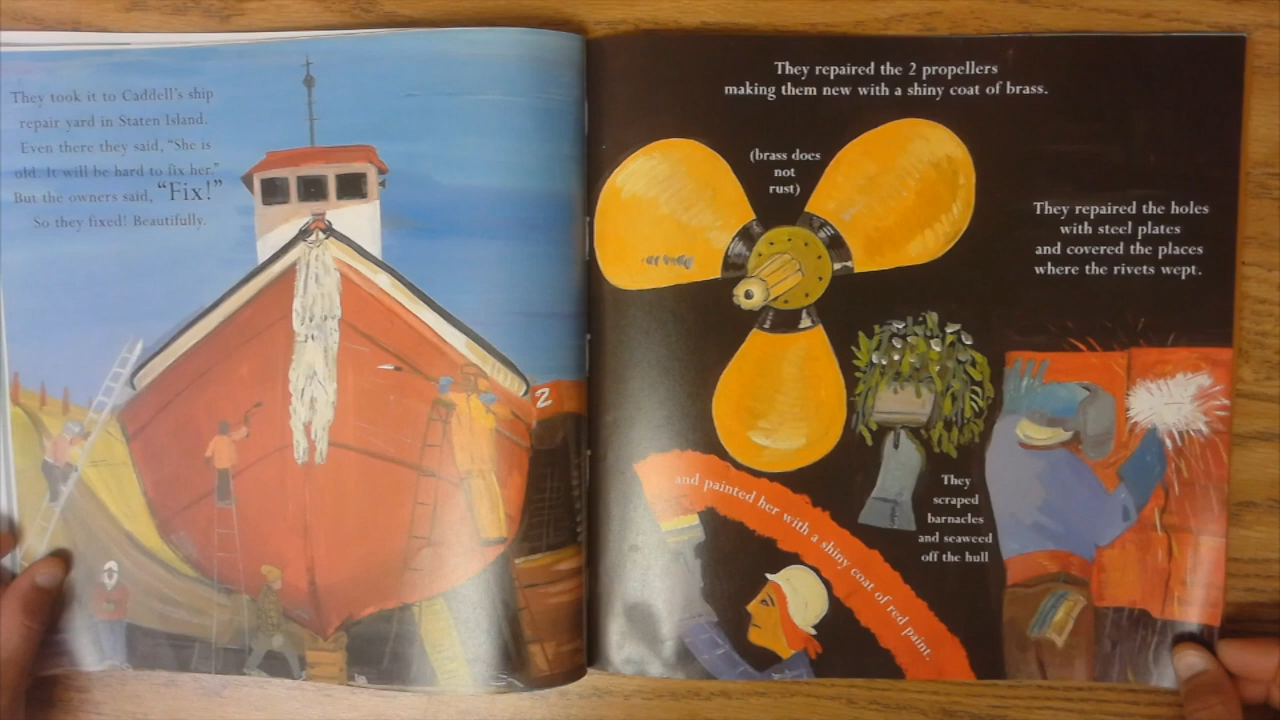 They took it to Caddell's ship
repair yard in Staten Island.
Even there they said, "She is
old. It will be hard to fix her."
But the owners said, "Fix!"
So they fixed! Beautifully.
2
They repaired the 2 propellers
making them new with a shiny coat of brass.
(brass does
not
rust)
They repaired the holes
with steel plates
and covered the places
where the rivets wept.
They
scraped
barnacles
and seaweed
off the hull
and painted her with a shiny coat of red paint.